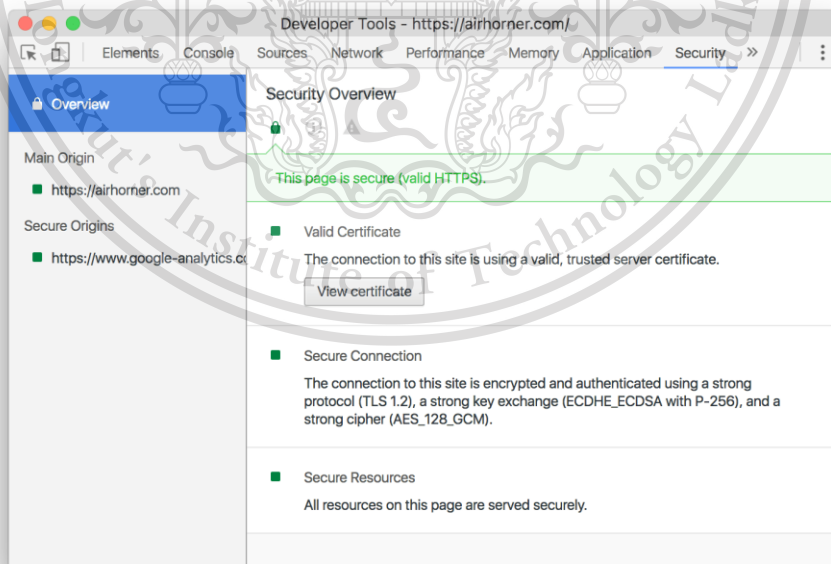 Developer Tools - https://airhorner.com/
Elements Console Sources Network Performance Memory Application Security »
Overview
Main Origin
https://airhorner.com
Secure Origins
https://www.google-analytics.co
Security Overview
This page is secure (valid HTTPS).
Valid Certificate
The connection to this site is using a valid, trusted server certificate.
View certificate
Secure Connection
The connection to this site is encrypted and authenticated using a strong
protocol (TLS 1.2), a strong key exchange (ECDHE_ECDSA with P-256), and a
strong cipher (AES_128_GCM).
Secure Resources
All resources on this page are served securely.
gkut's Institute of Technology Ladk